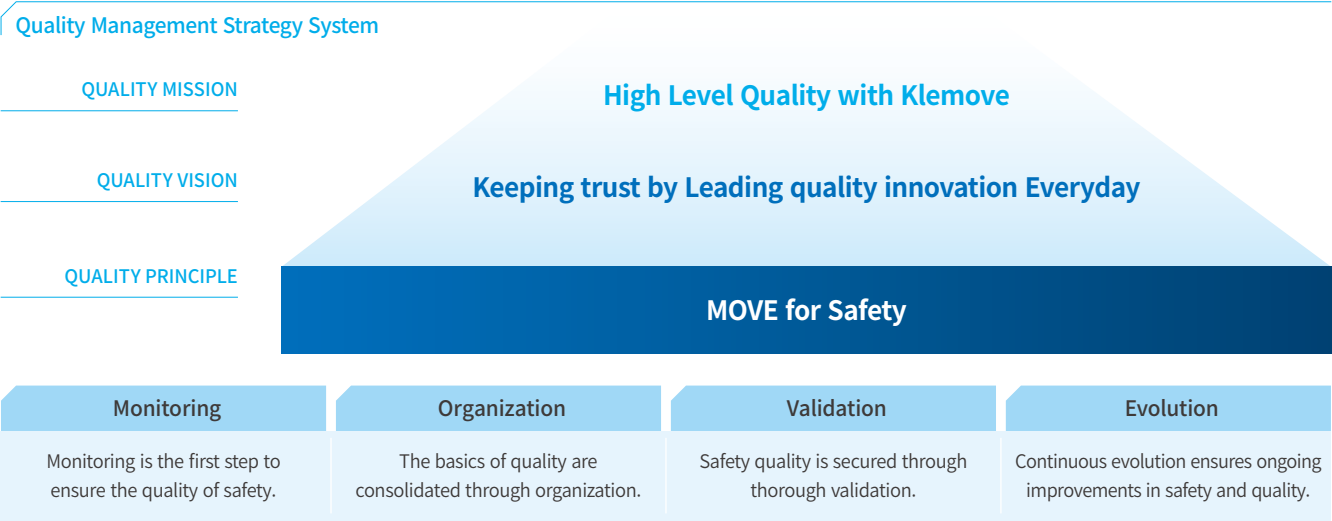 Quality Management Strategy System
QUALITY MISSION
High Level Quality with Klemove
QUALITY VISION
Keeping trust by Leading quality innovation Everyday
QUALITY PRINCIPLE
MOVE for Safety
Monitoring
Monitoring is the first step to
ensure the quality of safety.
Organization
The basics of quality are
consolidated through organization.
Validation
Safety quality is secured through
thorough validation.
Evolution
Continuous evolution ensures ongoing
improvements in safety and quality.